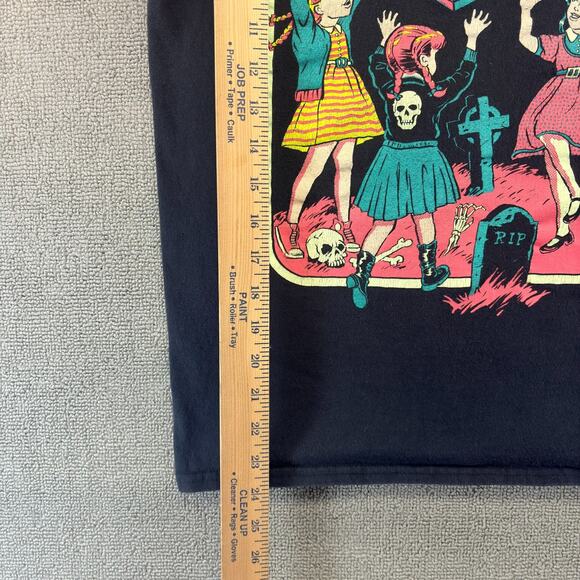 JOB PREP
• Primer • Tape • Caulk
PAINT
• Brush • Roller • Tray
CLEAN UP
• Cleaner • Rags • Gloves
11
12
13
14
15
16
17
18
19
20
21
22
23
24
25
26
RIP